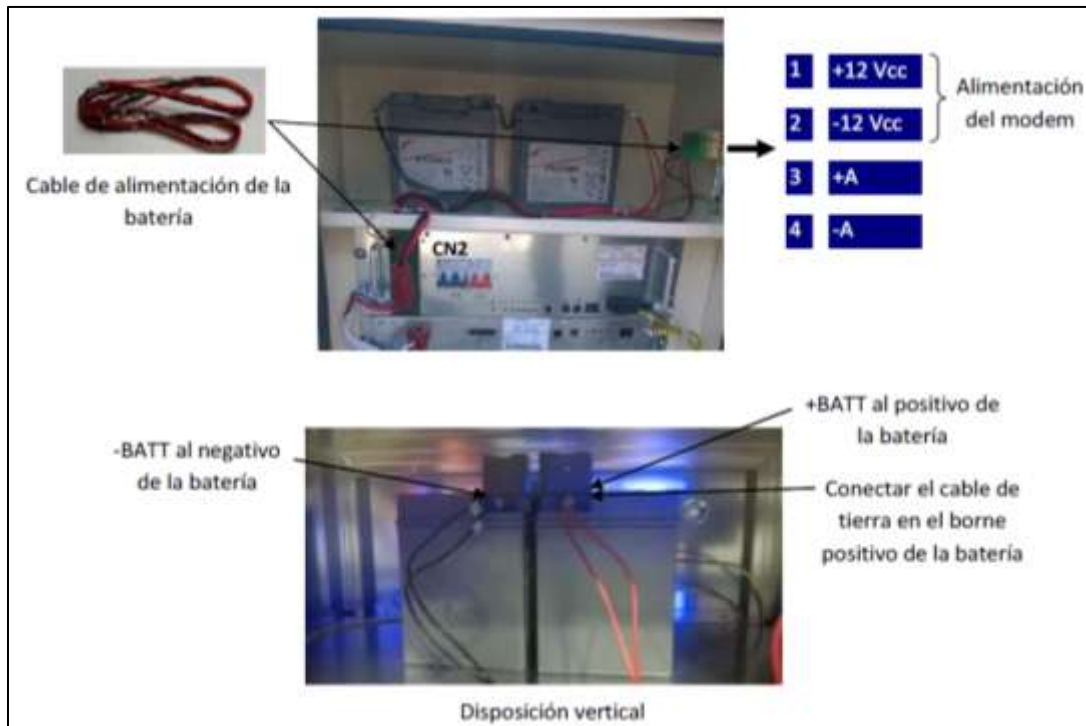 1 +12 Vcc
2 -12 Vcc
3 +A
4 -A
Alimentación
del modem
Cable de alimentación de la
batería
CN2
+BATT al positivo de
la batería
-BATT al negativo
de la batería
Conectar el cable de
tierra en el borne
positivo de la batería
Disposición vertical